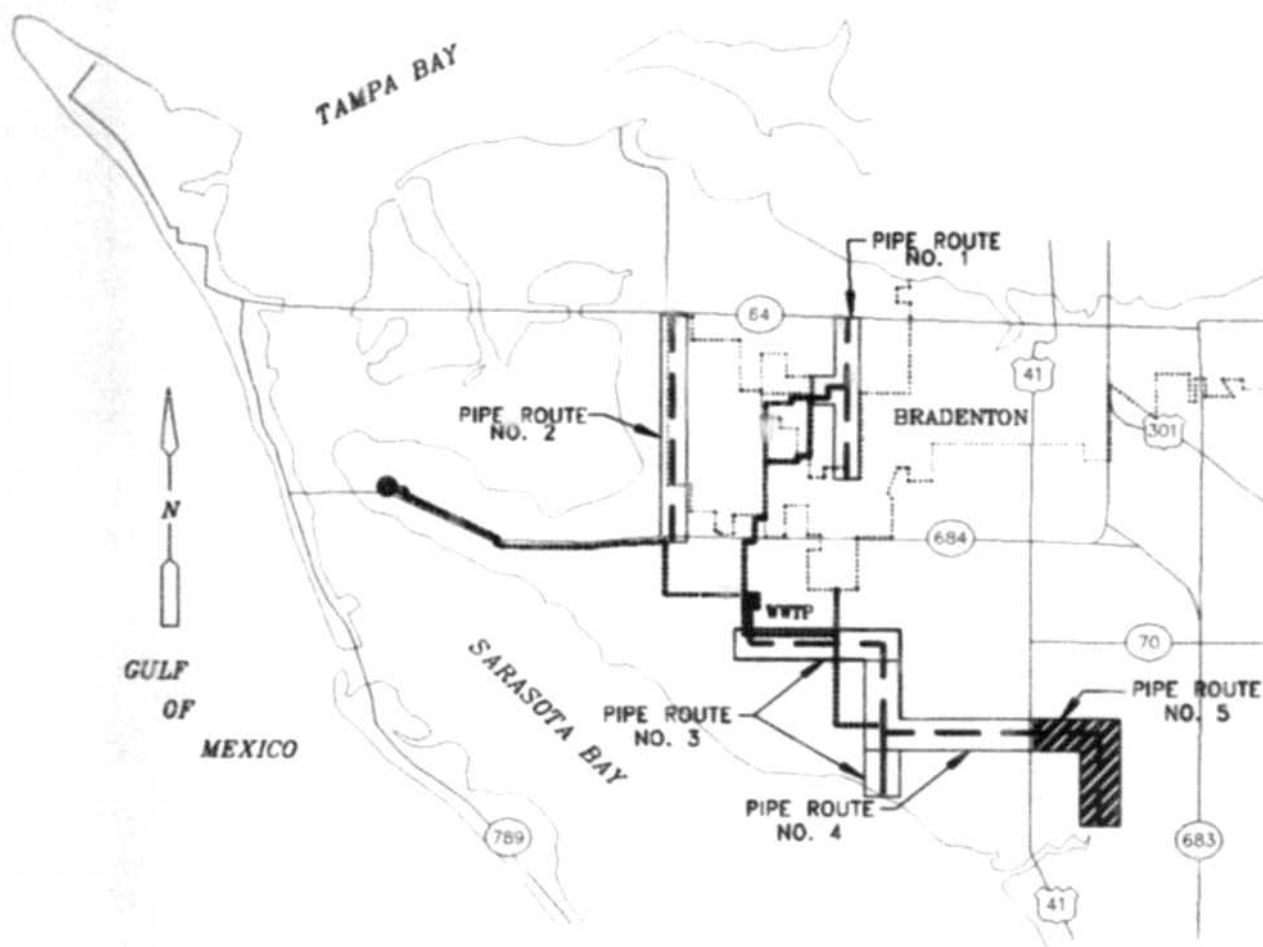 TAMPA BAY
PIPE ROUTE
NO. 1
64
41
PIPE ROUTE
NO. 2
BRADENTON
301
N
684
WWTP
70
GULF
OF
MEXICO
SARASOTA BAY
PIPE ROUTE
NO. 3
PIPE ROUTE
NO. 5
PIPE ROUTE
NO. 4
789
683
41